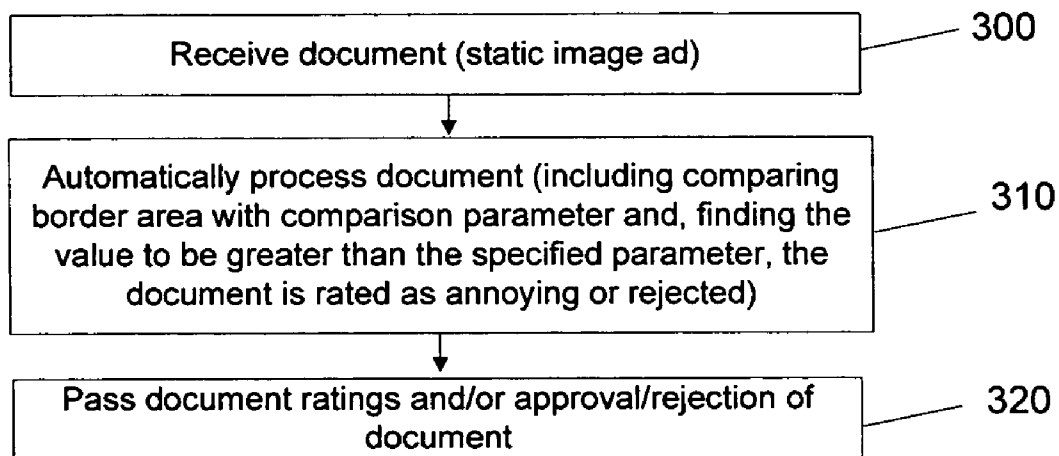 Receive document (static image ad)
300
Automatically process document (including comparing
border area with comparison parameter and, finding the
value to be greater than the specified parameter, the
document is rated as annoying or rejected)
310
Pass document ratings and/or approval/rejection of
document
320